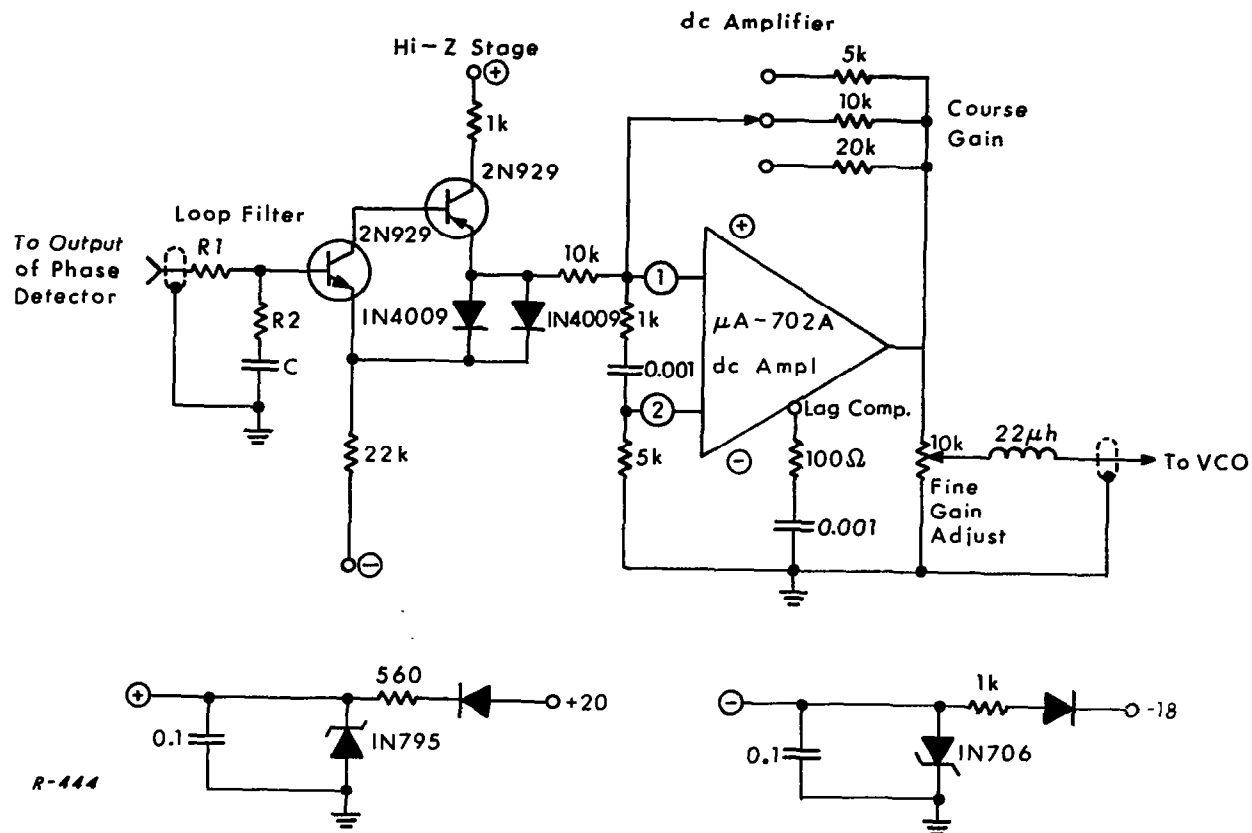 dc Amplifier
Hi-Z Stage
+
1k
5k
10k
20k
Course
Gain
2N929
2N929
Loop Filter
To Output
of Phase
Detector
R1
R2
C
10k
IN4009
IN4009
1k
0.001
1
2
+
μA-702A
dc Ampl
Lag Comp.
−
5k
22k
−
100Ω
0.001
10k
Fine
Gain
Adjust
22μh
To VCO
+
560
+20
0.1
IN795
−
1k
-18
0.1
IN706
R-444